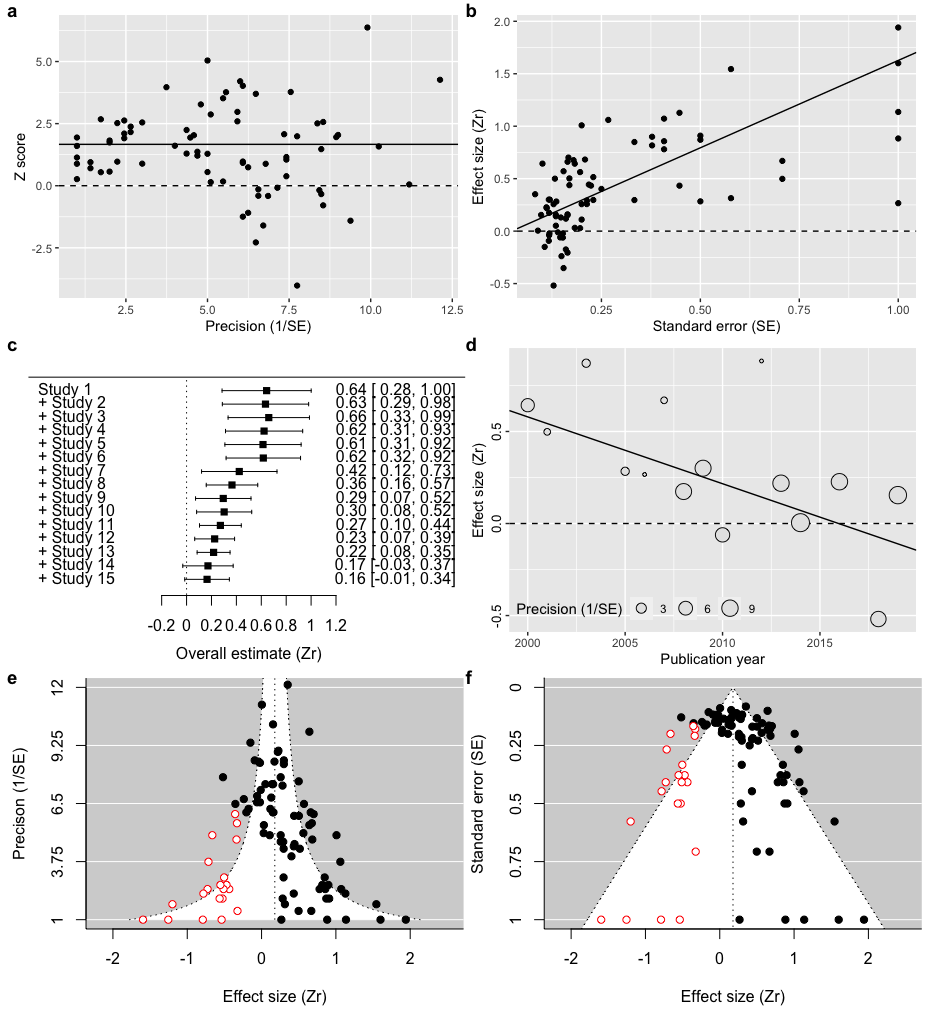 a
Z score
5.0
2.5
0.0
-2.5
2.5 5.0 7.5 10.0 12.5
Precision (1/SE)
b
Effect size (Zr)
2.0
1.5
1.0
0.5
0.0
-0.5
0.25 0.50 0.75 1.00
Standard error (SE)
c
Study 1 0.64 [ 0.28, 1.00]
+ Study 2 0.63 [ 0.29, 0.98]
+ Study 3 0.66 [ 0.33, 0.99]
+ Study 4 0.62 [ 0.31, 0.93]
+ Study 5 0.61 [ 0.31, 0.92]
+ Study 6 0.62 [ 0.32, 0.92]
+ Study 7 0.42 [ 0.12, 0.73]
+ Study 8 0.36 [ 0.16, 0.57]
+ Study 9 0.29 [ 0.07, 0.52]
+ Study 10 0.30 [ 0.08, 0.52]
+ Study 11 0.27 [ 0.10, 0.44]
+ Study 12 0.23 [ 0.07, 0.39]
+ Study 13 0.22 [ 0.08, 0.35]
+ Study 14 0.17 [-0.03, 0.37]
+ Study 15 0.16 [-0.01, 0.34]
-0.2 0 0.2 0.4 0.6 0.8 1 1.2
Overall estimate (Zr)
d
Effect size (Zr)
0.5
0.0
-0.5
Precision (1/SE) 3 6 9
2000 2005 2010 2015
Publication year
e
Precison (1/SE)
12
9.25
6.5
3.75
1
-2 -1 0 1 2
Effect size (Zr)
f
Standard error (SE)
0
0.25
0.5
0.75
1
-2 -1 0 1 2
Effect size (Zr)